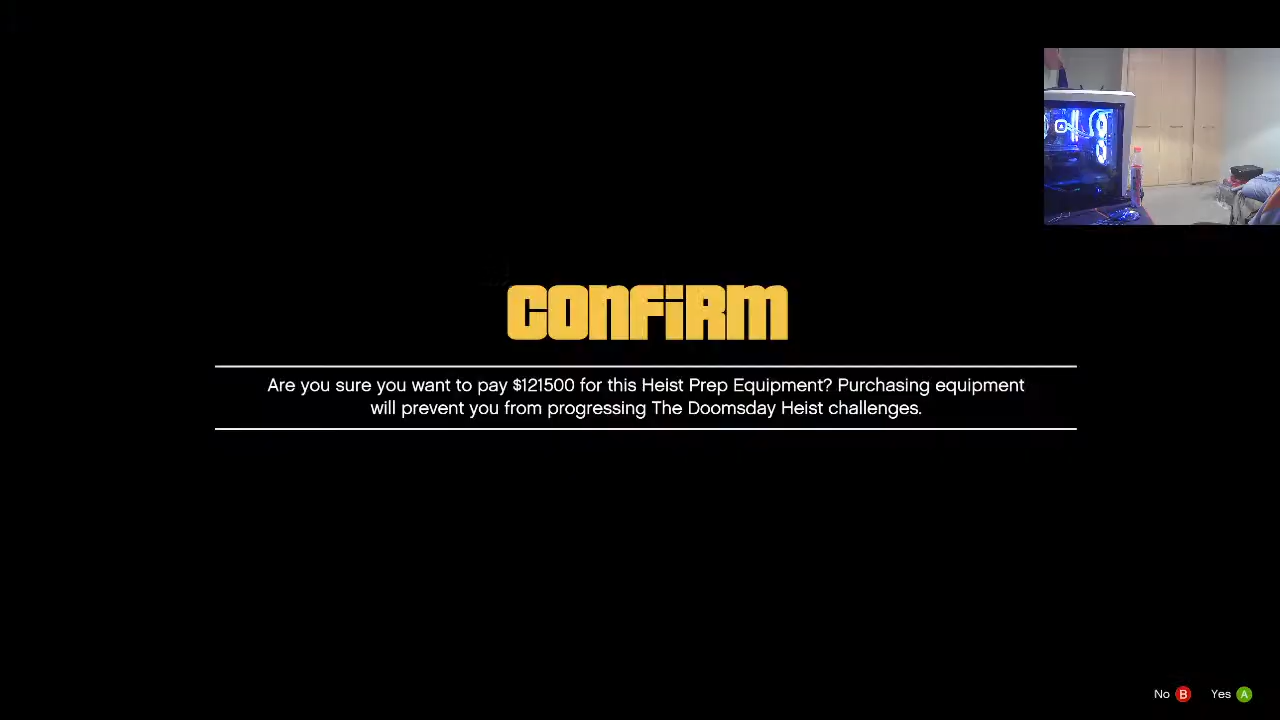 CONFIRM
Are you sure you want to pay $121500 for this Heist Prep Equipment? Purchasing equipment
will prevent you from progressing The Doomsday Heist challenges.
No B Yes A